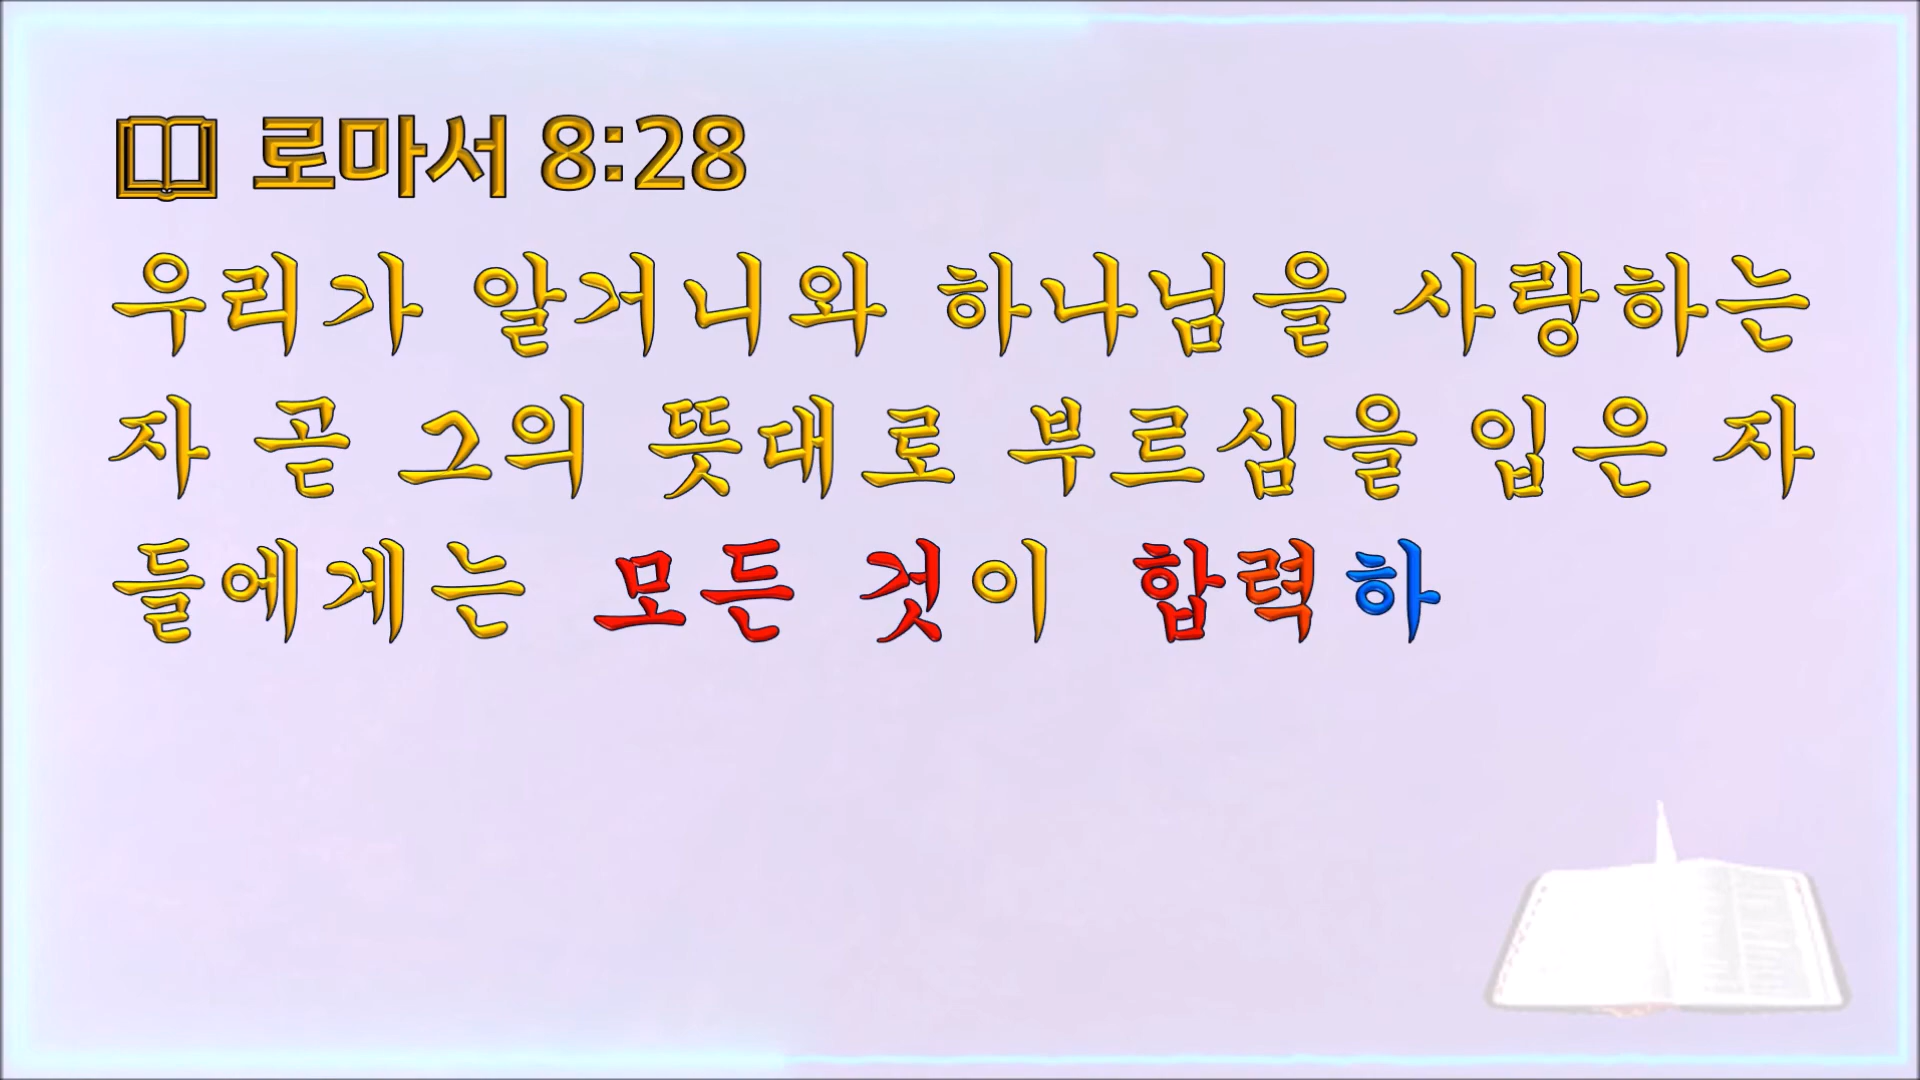 로마서 8:28
우리가 알거니와 하나님을 사랑하는
자 곧 그의 뜻대로 부르심을 입은 자
들에게는 모든 것이 합력하